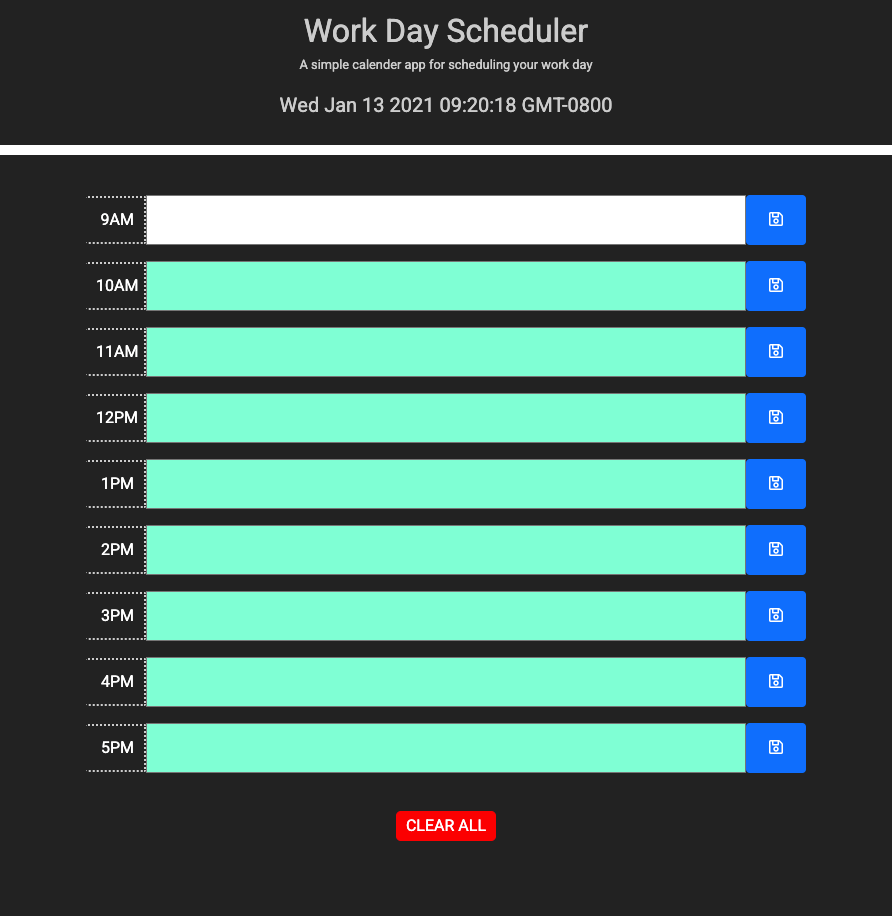 Work Day Scheduler
A simple calender app for scheduling your work day
Wed Jan 13 2021 09:20:18 GMT-0800
9AM
10AM
11AM
12PM
1PM
2PM
3PM
4PM
5PM
CLEAR ALL